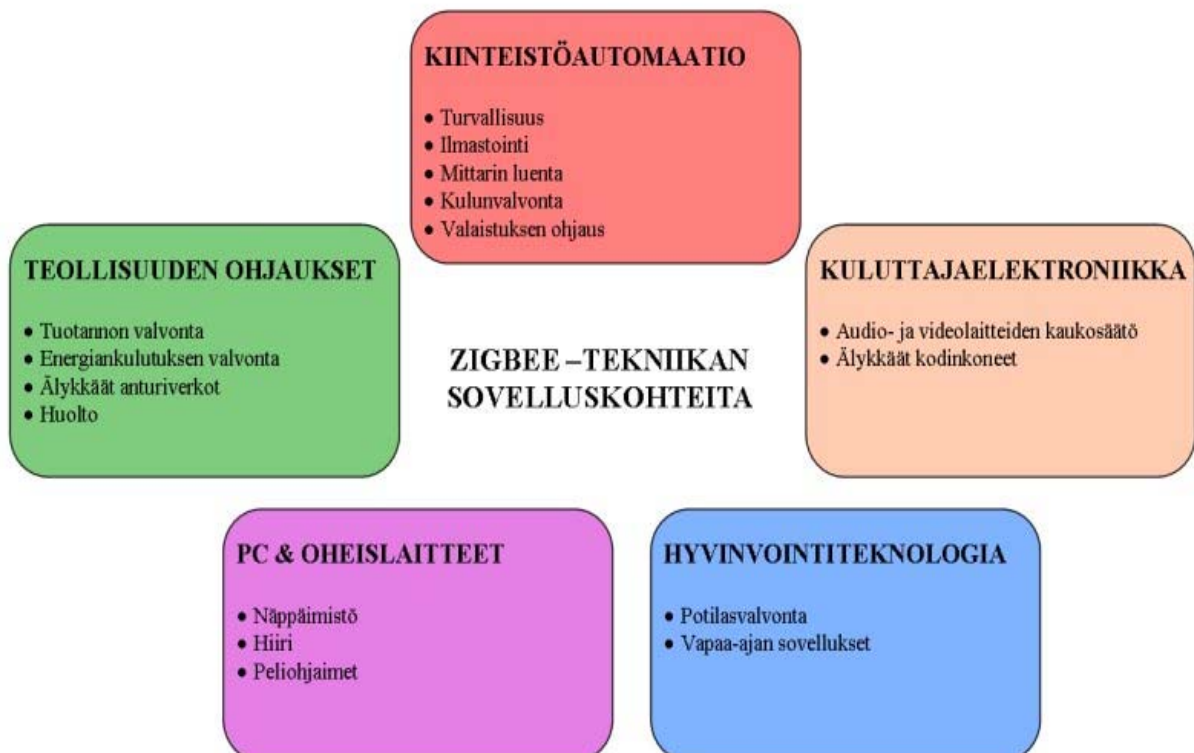 KIINTEISTÖAUTOMAATIO
• Turvallisuus
• Ilmastointi
• Mittarin luenta
• Kulunvalvonta
• Valaistuksen ohjaus
TEOLLISUUDEN OHJAUKSET
• Tuotannon valvonta
• Energiankulutuksen valvonta
• Älykkäät anturiverkot
• Huolto
ZIGBEE –TEKNIIKAN
SOVELLUSKOHTEITA
KULUTTAJAELEKTRONIIKKA
• Audio- ja videolaitteiden kaukosäätö
• Älykkäät kodinkoneet
PC & OHEISLAITTEET
• Näppäimistö
• Hiiri
• Peliohjaimet
HYVINVOINTITEKNOLOGIA
• Potilasvalvonta
• Vapaa-ajan sovellukset